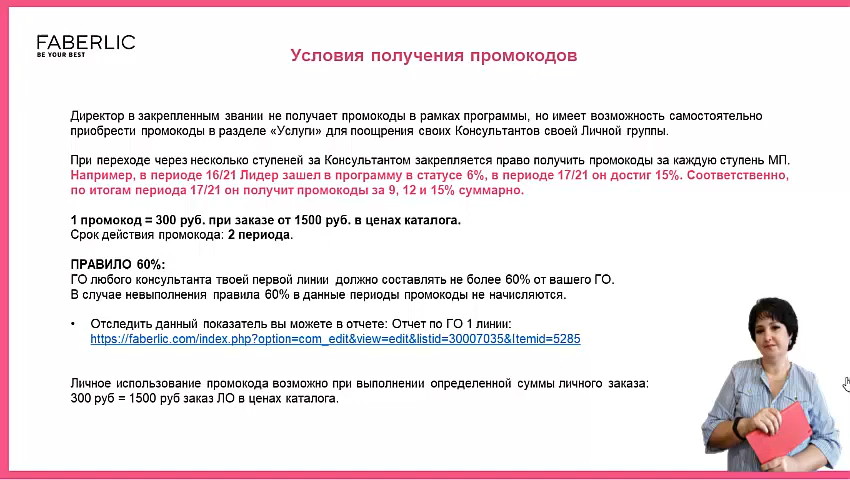 FABERLIC
BE YOUR BEST
Условия получения промокодов
Директор в закрепленным звании не получает промокоды в рамках программы, но имеет возможность самостоятельно
приобрести промокоды в разделе «Услуги» для поощрения своих Консультантов своей Личной группы.
При переходе через несколько ступеней за Консультантом закрепляется право получить промокоды за каждую ступень МП.
Например, в периоде 16/21 Лидер зашел в программу в статусе 6%, в периоде 17/21 он достиг 15%. Соответственно,
по итогам периода 17/21 он получит промокоды за 9, 12 и 15% суммарно.
1 промокод = 300 руб. при заказе от 1500 руб. в ценах каталога.
Срок действия промокода: 2 периода.
ПРАВИЛО 60%:
ГО любого консультанта твоей первой линии должно составлять не более 60% от вашего ГО.
В случае невыполнения правила 60% в данные периоды промокоды не начисляются.
• Отследить данный показатель вы можете в отчете: Отчет по ГО 1 линии:
https://faberlic.com/index.php?option=com_edit&view=edit&listid=30007035&Itemid=5285
Личное использование промокода возможно при выполнении определенной суммы личного заказа:
300 руб = 1500 руб заказ ЛО в ценах каталога.